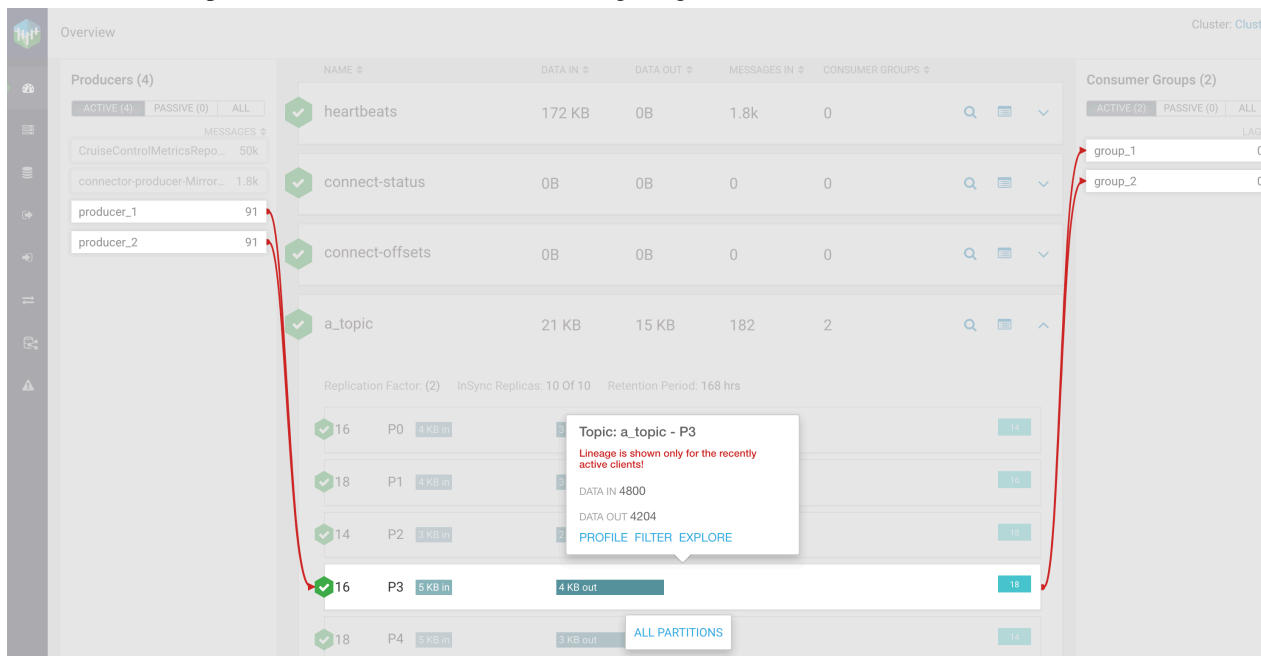 Overview
Cluster: Clust
Producers (4)
ACTIVE (4) PASSIVE (0) ALL
MESSAGES
CruiseControlMetricsRepo... 50k
connector-producer-Mirror... 1.8k
producer_1 91
producer_2 91
NAME DATA IN DATA OUT MESSAGES IN CONSUMER GROUPS
heartbeats 172 KB 0B 1.8k 0
connect-status 0B 0B 0 0
connect-offsets 0B 0B 0 0
a_topic 21 KB 15 KB 182 2
Replication Factor: (2) InSync Replicas: 10 Of 10 Retention Period: 168 hrs
16 P0 4 KB in 3 14
18 P1 4 KB in 3 16
14 P2 3 KB in 2 18
Topic: a_topic - P3
Lineage is shown only for the recently
active clients!
DATA IN 4800
DATA OUT 4204
PROFILE FILTER EXPLORE
16 P3 5 KB in 4 KB out 18
ALL PARTITIONS
18 P4 5 KB in 3 KB out 14
Consumer Groups (2)
ACTIVE (2) PASSIVE (0) ALL
LAG
group_1 0
group_2 0